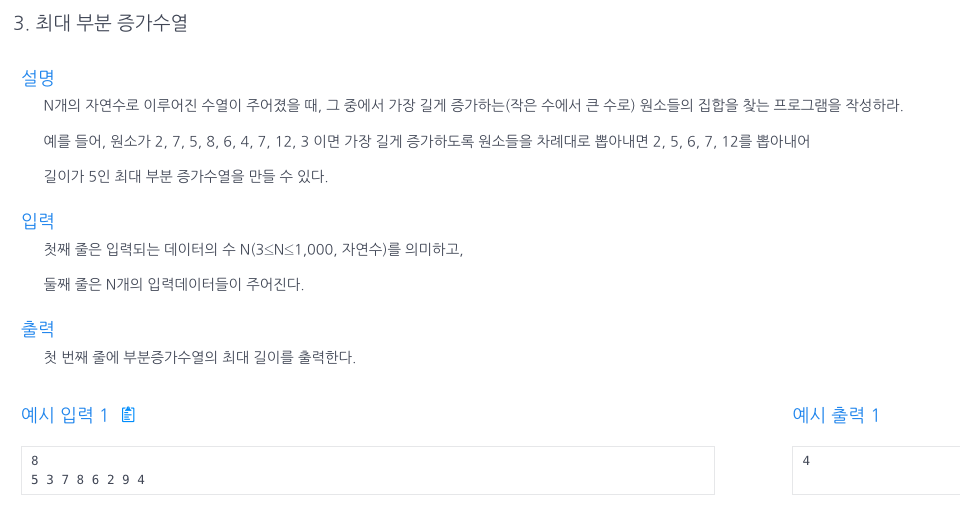 3. 최대 부분 증가수열
설명
N개의 자연수로 이루어진 수열이 주어졌을 때, 그 중에서 가장 길게 증가하는(작은 수에서 큰 수로) 원소들의 집합을 찾는 프로그램을 작성하라.
예를 들어, 원소가 2, 7, 5, 8, 6, 4, 7, 12, 3 이면 가장 길게 증가하도록 원소들을 차례대로 뽑아내면 2, 5, 6, 7, 12를 뽑아내어
길이가 5인 최대 부분 증가수열을 만들 수 있다.
입력
첫째 줄은 입력되는 데이터의 수 N(3≤N≤1,000, 자연수)를 의미하고,
둘째 줄은 N개의 입력데이터들이 주어진다.
출력
첫 번째 줄에 부분증가수열의 최대 길이를 출력한다.
예시 입력 1 예시 출력 1
8 4
5 3 7 8 6 2 9 4